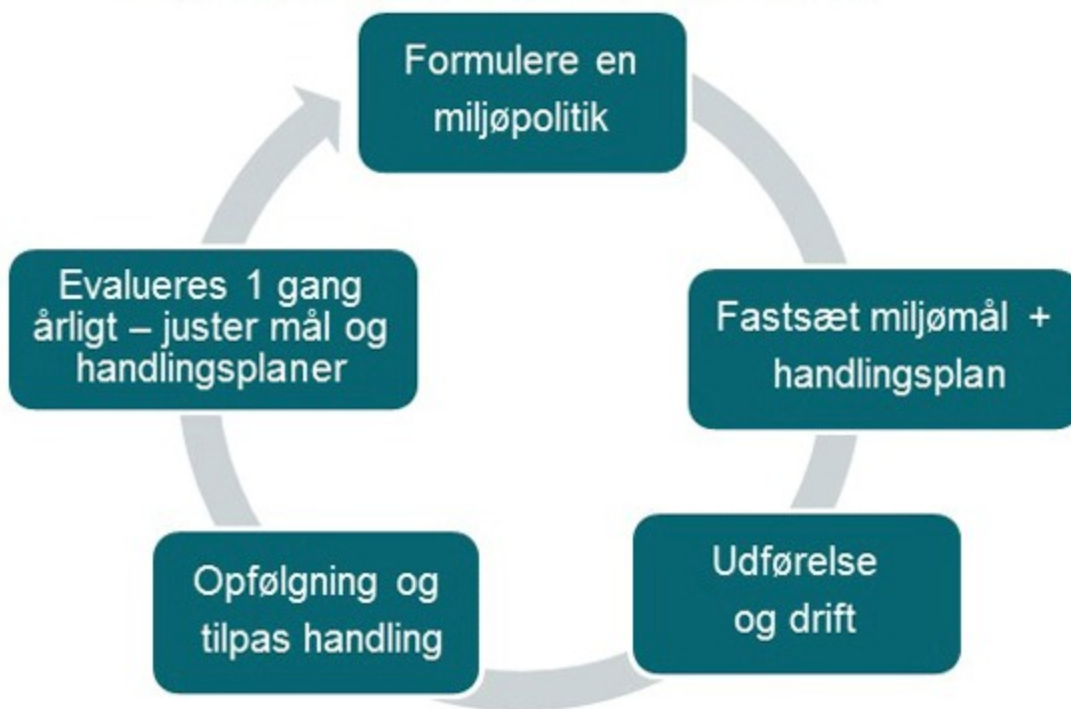 Formulere en
miljøpolitik
Fastsæt miljømål +
handlingsplan
Udførelse
og drift
Opfølgning og
tilpas handling
Evalueres 1 gang
årligt – juster mål og
handlingsplaner